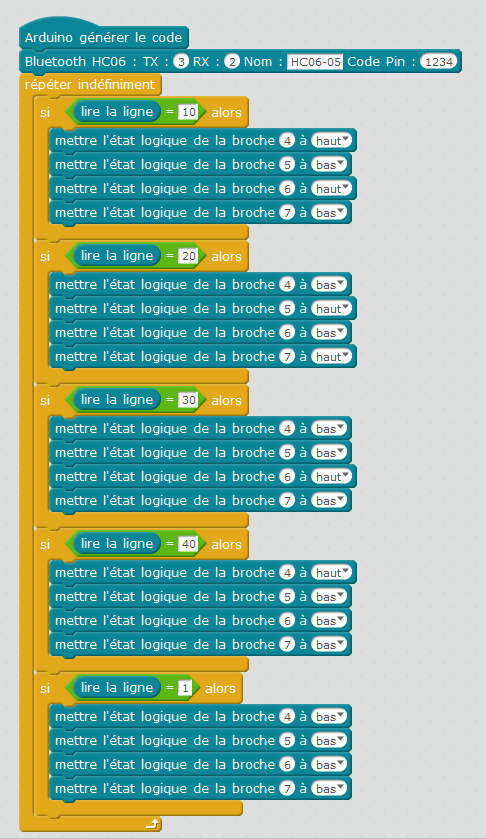 Arduino générer le code
Bluetooth HC06 : TX : 3 RX : 2 Nom : HC06-05 Code Pin : 1234
répéter indéfiniment
si lire la ligne = 10 alors
mettre l'état logique de la broche 4 à haut
mettre l'état logique de la broche 5 à bas
mettre l'état logique de la broche 6 à haut
mettre l'état logique de la broche 7 à bas
si lire la ligne = 20 alors
mettre l'état logique de la broche 4 à bas
mettre l'état logique de la broche 5 à haut
mettre l'état logique de la broche 6 à bas
mettre l'état logique de la broche 7 à haut
si lire la ligne = 30 alors
mettre l'état logique de la broche 4 à bas
mettre l'état logique de la broche 5 à bas
mettre l'état logique de la broche 6 à haut
mettre l'état logique de la broche 7 à bas
si lire la ligne = 40 alors
mettre l'état logique de la broche 4 à haut
mettre l'état logique de la broche 5 à bas
mettre l'état logique de la broche 6 à bas
mettre l'état logique de la broche 7 à bas
si lire la ligne = 1 alors
mettre l'état logique de la broche 4 à bas
mettre l'état logique de la broche 5 à bas
mettre l'état logique de la broche 6 à bas
mettre l'état logique de la broche 7 à bas